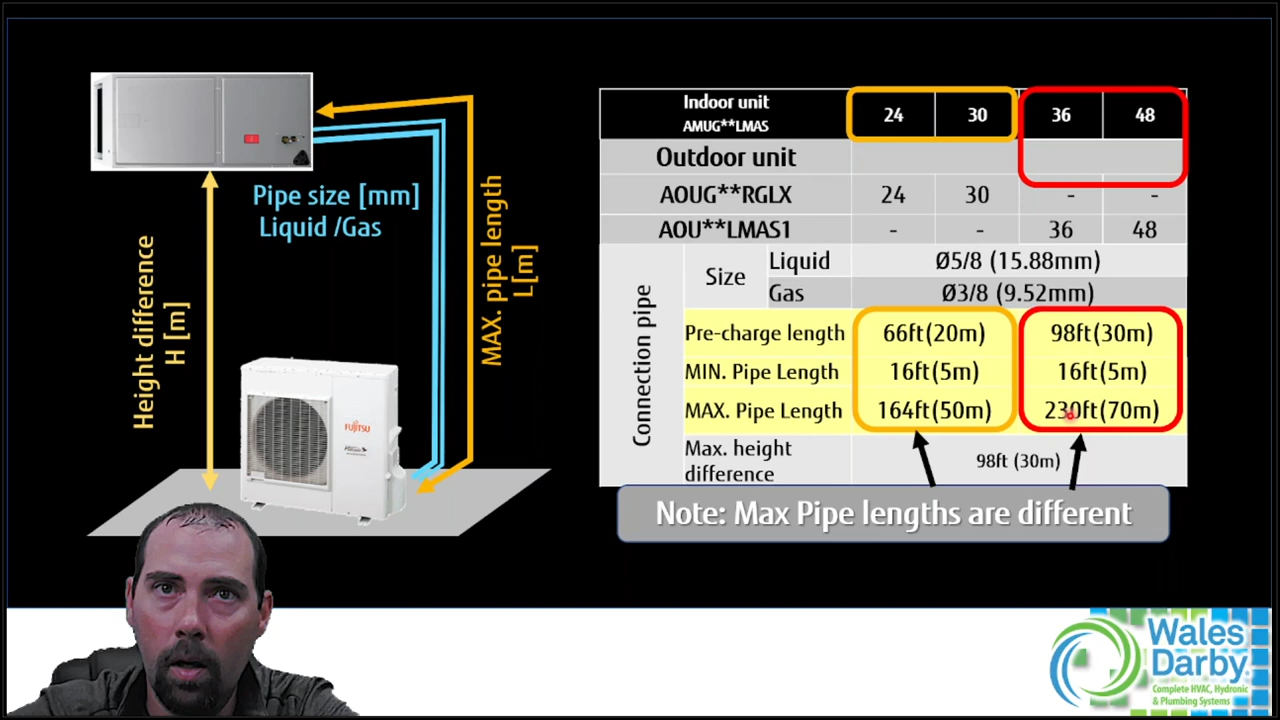 Pipe size [mm]
Liquid /Gas
Height difference
H [m]
MAX. pipe length
L[m]
FUJITSU
Indoor unit 24 30 36 48
AMUG**LMAS
Outdoor unit
AOUG**RGLX 24 30 - -
AOU**LMAS1 - - 36 48
Connection pipe
Size
Liquid Ø5/8 (15.88mm)
Gas Ø3/8 (9.52mm)
Pre-charge length 66ft(20m) 98ft(30m)
MIN. Pipe Length 16ft(5m) 16ft(5m)
MAX. Pipe Length 164ft(50m) 230ft(70m)
Max. height
difference 98ft (30m)
Note: Max Pipe lengths are different
Wales
Darby
Complete HVAC, Hydronic
& Plumbing Systems